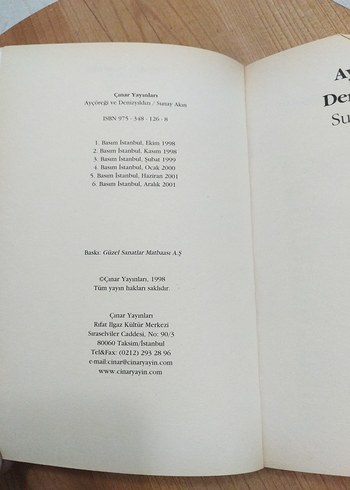 Çınar Yayınları
Ayçöreği ve Denizyıldızı / Sunay Akın
ISBN 975 - 348 - 126 - 8
1. Basım İstanbul, Ekim 1998
2. Basım İstanbul, Kasım 1998
3. Basım İstanbul, Şubat 1999
4. Basım İstanbul, Ocak 2000
5. Basım İstanbul, Haziran 2001
6. Basım İstanbul, Aralık 2001
Baskı: Güzel Sanatlar Matbaası A.Ş
©Çınar Yayınları, 1998
Tüm yayın hakları saklıdır.
Çınar Yayınları
Rıfat Ilgaz Kültür Merkezi
Sıraselviler Caddesi, No: 90/3
80060 Taksim/İstanbul
Tel&Fax: (0212) 293 28 96
e-mail:cinar@cinaryayin.com
www.cinaryayin.com
Ay
Den
Su